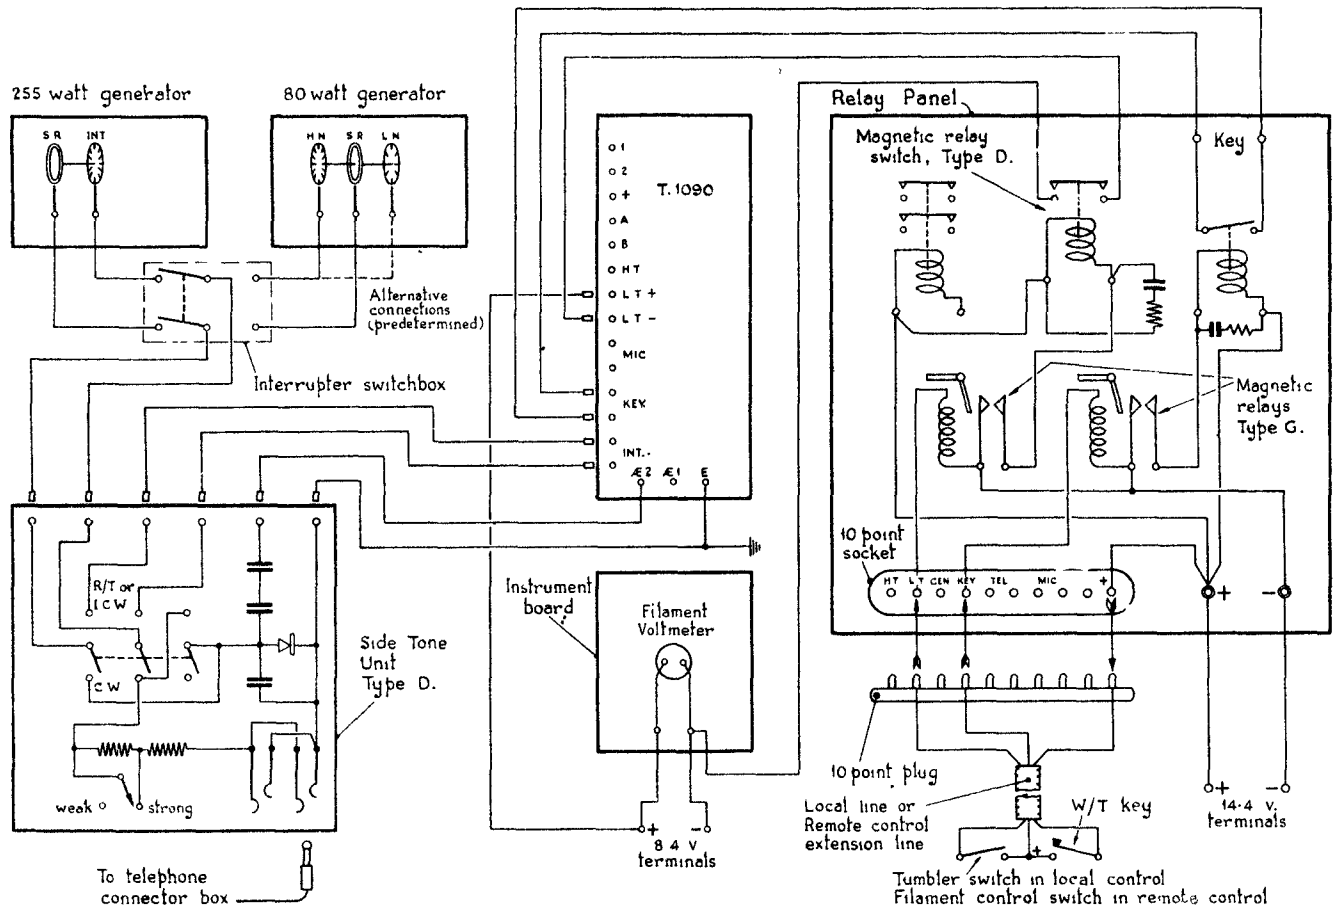 255 watt generator
80 watt generator
Relay Panel
S R
INT
H N
S R
L N
Magnetic relay
switch, Type D.
Key
T. 1090
1
2
+
A
B
HT
LT +
LT -
MIC
KEY
INT.-
Æ2
Æ1
E
Alternative
connections
(predetermined)
Interrupter switchbox
Magnetic
relays
Type G.
10 point
socket
HT
LT
CEN
KEY
TEL
MIC
+
+
-
R/T or
I C W
C W
Side Tone
Unit
Type D.
weak
strong
Instrument
board
Filament
Voltmeter
+
-
8.4 V
terminals
10 point plug
Local line or
Remote control
extension line
W/T key
+
-
14.4 v.
terminals
+
Tumbler switch in local control
Filament control switch in remote control
To telephone
connector box